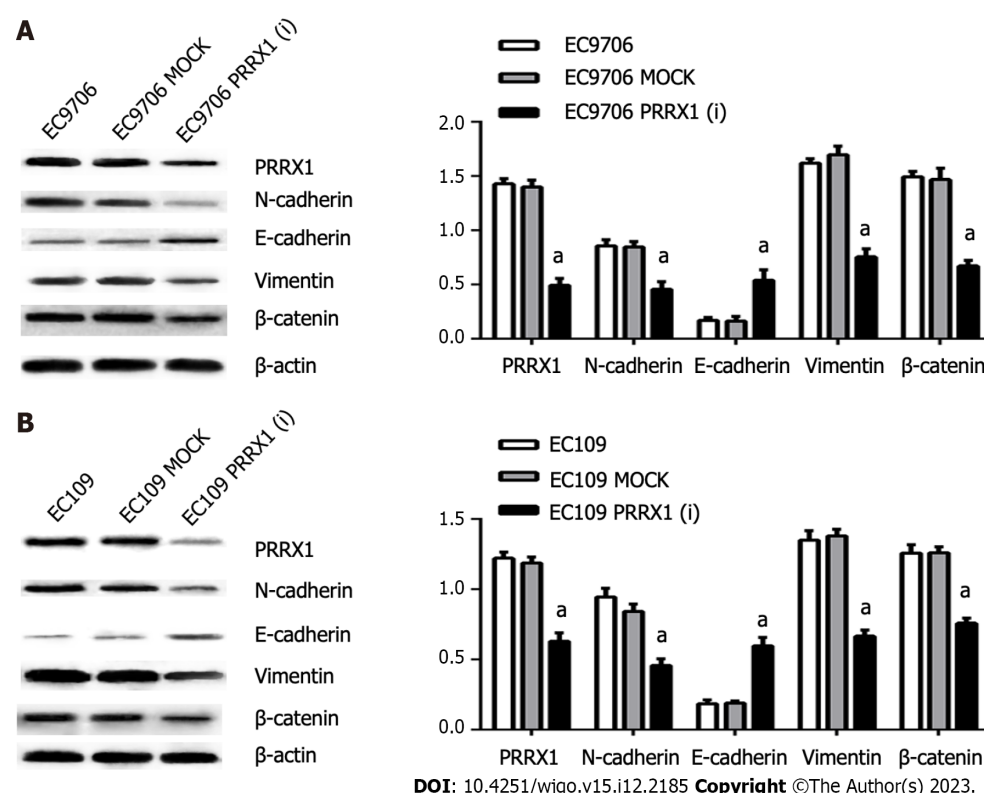 A
EC9706
EC9706 MOCK
EC9706 PRRX1 (i)
PRRX1
N-cadherin
E-cadherin
Vimentin
β-catenin
β-actin
EC9706
EC9706 MOCK
EC9706 PRRX1 (i)
2.0
1.5
1.0
0.5
0.0
a a a a a
PRRX1 N-cadherin E-cadherin Vimentin β-catenin
B
EC109
EC109 MOCK
EC109 PRRX1 (i)
PRRX1
N-cadherin
E-cadherin
Vimentin
β-catenin
β-actin
EC109
EC109 MOCK
EC109 PRRX1 (i)
1.5
1.0
0.5
0.0
a a a a a
PRRX1 N-cadherin E-cadherin Vimentin β-catenin
DOI: 10.4251/wjgo.v15.i12.2185 Copyright ©The Author(s) 2023.